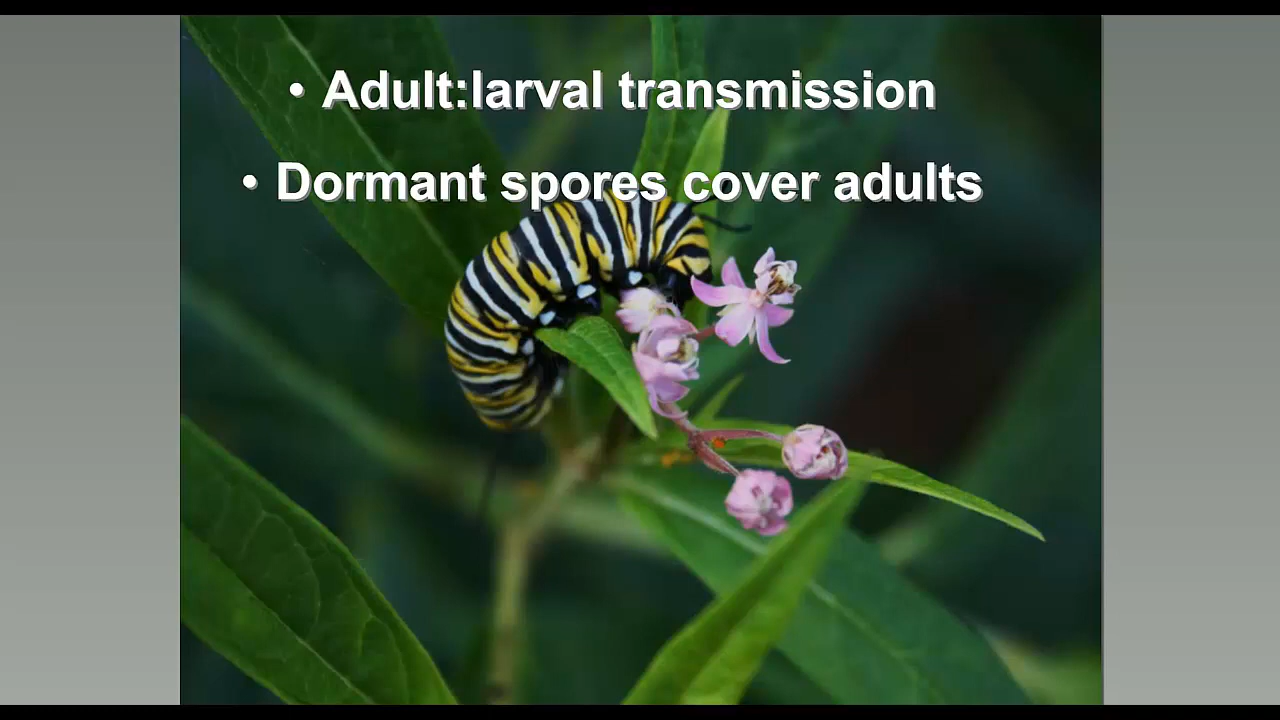 • Adult:larval transmission
• Dormant spores cover adults